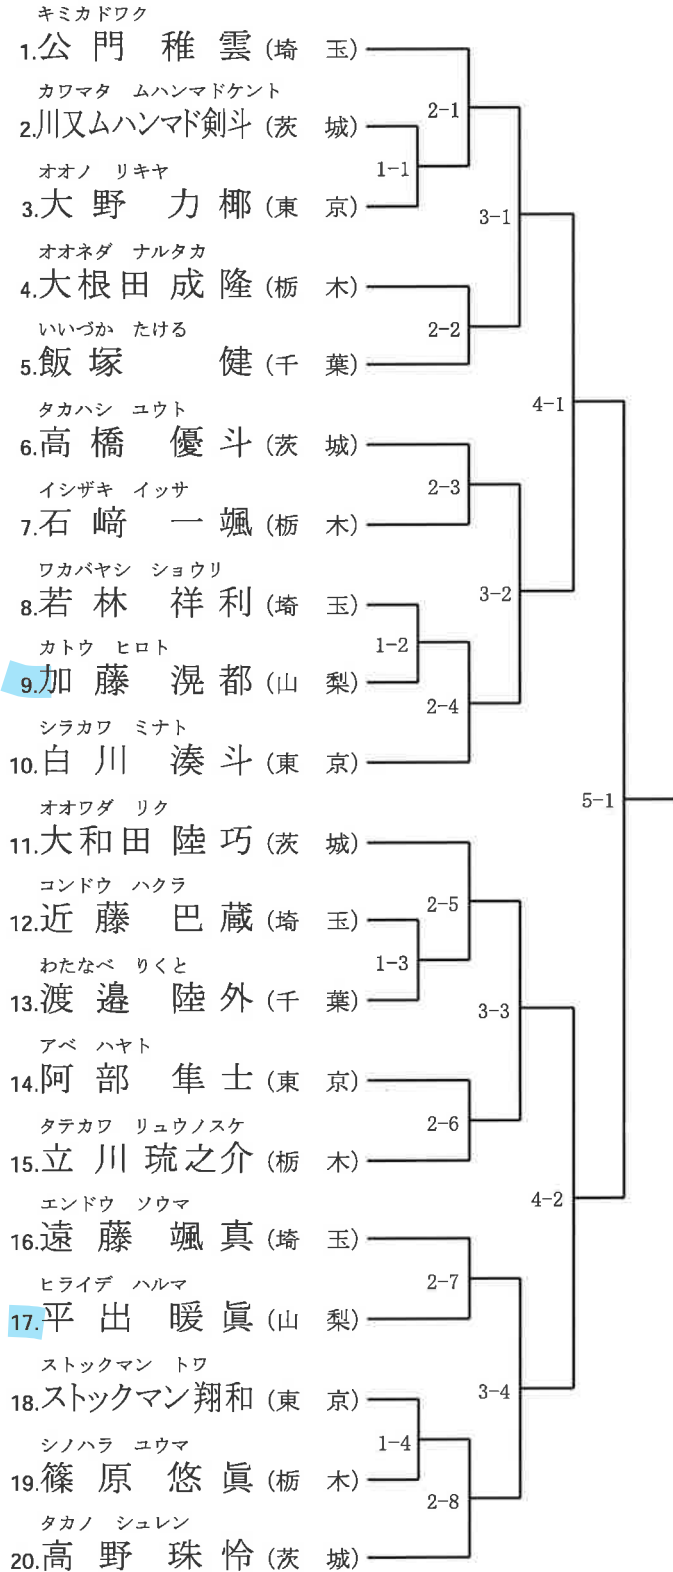 キミカドワク
1.公門 稚雲(埼 玉)
カワマタ ムハンマドケント
2.川又ムハンマド剣斗(茨 城)
オオノ リキヤ
3.大野 力椰(東 京)
オオネダ ナルタカ
4.大根田 成隆(栃 木)
いいづか たける
5.飯塚 健(千 葉)
タカハシ ユウト
6.高橋 優斗(茨 城)
イシザキ イッサ
7.石﨑 一颯(栃 木)
ワカバヤシ ショウリ
8.若林 祥利(埼 玉)
カトウ ヒロト
9.加藤 滉都(山 梨)
シラカワ ミナト
10.白川 湊斗(東 京)
オオワダ リク
11.大和田 陸巧(茨 城)
コンドウ ハクラ
12.近藤 巴蔵(埼 玉)
わたなべ りくと
13.渡邉 陸外(千 葉)
アベ ハヤト
14.阿部 隼士(東 京)
タテカワ リュウノスケ
15.立川 琉之介(栃 木)
エンドウ ソウマ
16.遠藤 颯真(埼 玉)
ヒライデ ハルマ
17.平出 暖眞(山 梨)
ストックマン トワ
18.ストックマン翔和(東 京)
シノハラ ユウマ
19.篠原 悠眞(栃 木)
タカノ シュレン
20.高野 珠怜(茨 城)
1-1
1-2
1-3
1-4
2-1
2-2
2-3
2-4
2-5
2-6
2-7
2-8
3-1
3-2
3-3
3-4
4-1
4-2
5-1